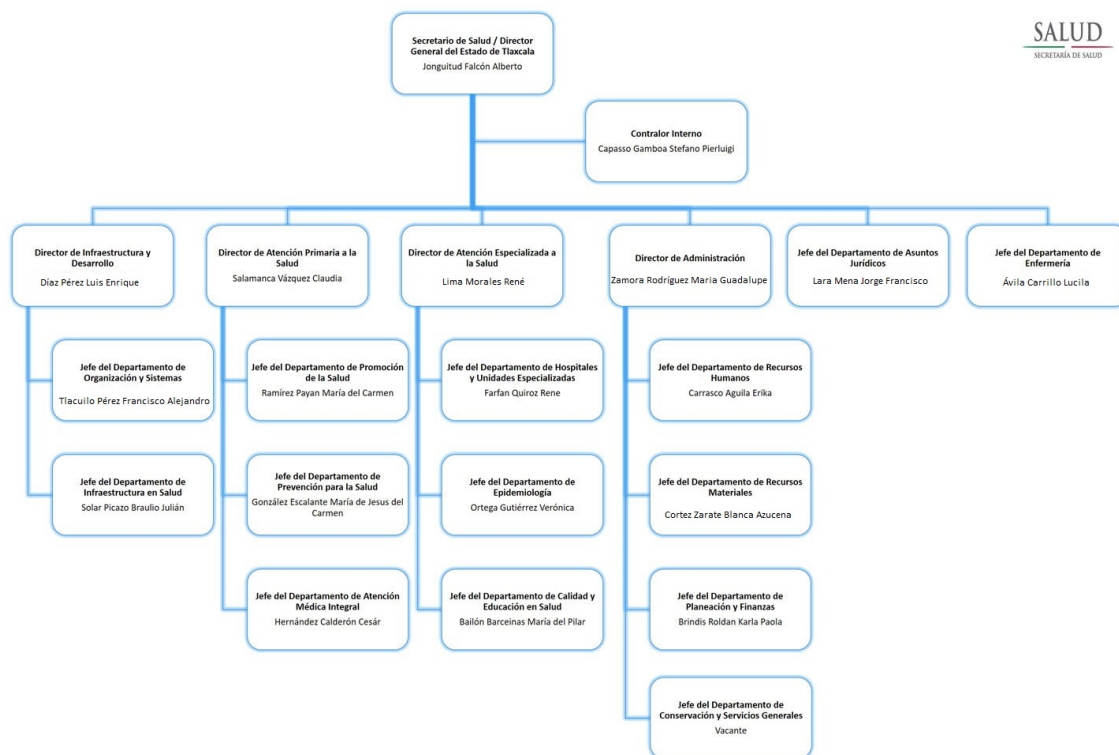 SALUD
SECRETARÍA DE SALUD
Secretario de Salud / Director
General del Estado de Tlaxcala
Jonguitud Falcón Alberto
Contralor Interno
Capasso Gamboa Stefano Pierluigi
Director de Infraestructura y
Desarrollo
Díaz Pérez Luis Enrique
Director de Atención Primaria a la
Salud
Salamanca Vázquez Claudia
Director de Atención Especializada a
la Salud
Lima Morales René
Director de Administración
Zamora Rodríguez Maria Guadalupe
Jefe del Departamento de Asuntos
Jurídicos
Lara Mena Jorge Francisco
Jefe del Departamento de
Enfermería
Ávila Carrillo Lucila
Jefe del Departamento de
Organización y Sistemas
Tlacuilo Pérez Francisco Alejandro
Jefe del Departamento de Promoción
de la Salud
Ramírez Payan María del Carmen
Jefe del Departamento de Hospitales
y Unidades Especializadas
Farfan Quiroz Rene
Jefe del Departamento de Recursos
Humanos
Carrasco Aguila Erika
Jefe del Departamento de
Infraestructura en Salud
Solar Picazo Braulio Julián
Jefe del Departamento de
Prevención para la Salud
González Escalante María de Jesus del
Carmen
Jefe del Departamento de
Epidemiología
Ortega Gutiérrez Verónica
Jefe del Departamento de Recursos
Materiales
Cortez Zarate Blanca Azucena
Jefe del Departamento de Atención
Médica Integral
Hernández Calderón Cesár
Jefe del Departamento de Calidad y
Educación en Salud
Bailón Barceinas María del Pilar
Jefe del Departamento de
Planeación y Finanzas
Brindis Roldan Karla Paola
Jefe del Departamento de
Conservación y Servicios Generales
Vacante